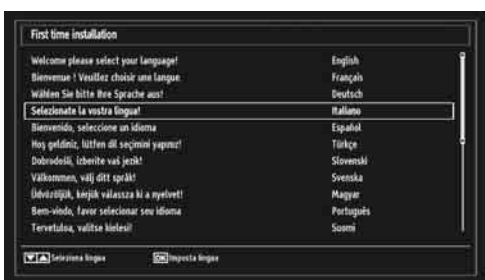 First time installation
Welcome please select your language! English
Bienvenue ! Veuillez choisir une langue Français
Wählen Sie bitte Ihre Sprache aus! Deutsch
Selezionate la vostra lingua! Italiano
Bienvenido, seleccione un idioma Español
Hoş geldiniz, lütfen dil seçimini yapınız! Türkçe
Dobrodošli, izberite vaš jezik! Slovenski
Välkommen, välj ditt språk! Svenska
Üdvözöljük, kérjük válassza ki a nyelvet! Magyar
Bem-vindo, favor selecionar seu idioma Português
Tervetuloa, valitse kielesi! Suomi
Seleziona lingua OK Imposta lingua